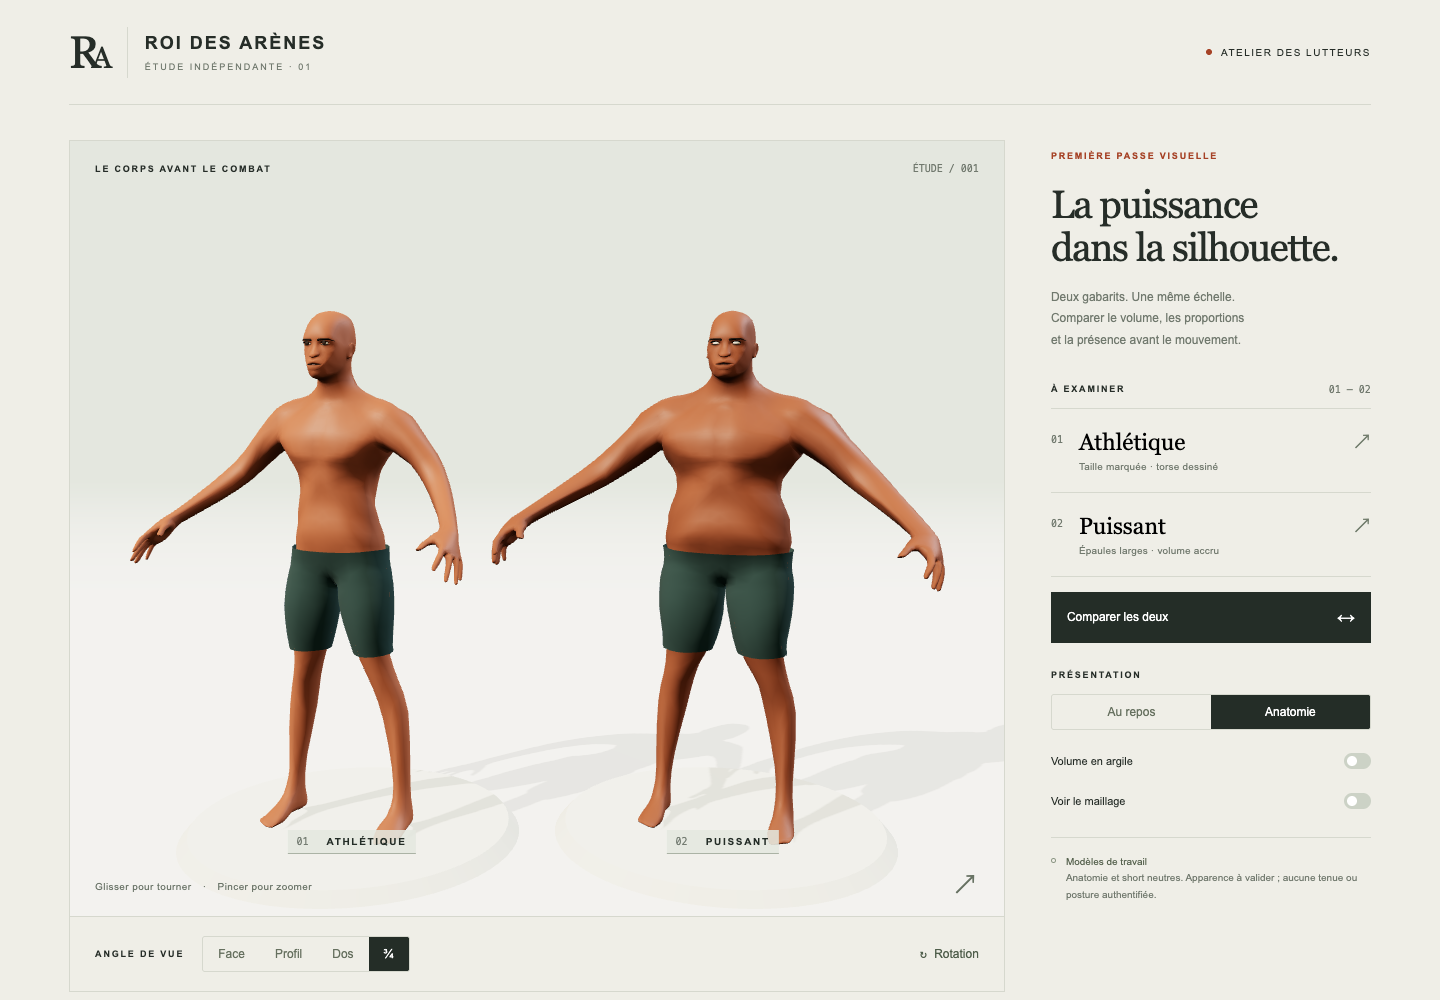 RA
ROI DES ARÈNES
ÉTUDE INDÉPENDANTE · 01
ATELIER DES LUTTEURS
LE CORPS AVANT LE COMBAT
ÉTUDE / 001
01 ATHLÉTIQUE
02 PUISSANT
Glisser pour tourner · Pincer pour zoomer
ANGLE DE VUE
Face
Profil
Dos
¾
↻ Rotation
PREMIÈRE PASSE VISUELLE
La puissance
dans la silhouette.
Deux gabarits. Une même échelle.
Comparer le volume, les proportions
et la présence avant le mouvement.
À EXAMINER
01 — 02
01 Athlétique
Taille marquée · torse dessiné
02 Puissant
Épaules larges · volume accru
Comparer les deux
PRÉSENTATION
Au repos
Anatomie
Volume en argile
Voir le maillage
Modèles de travail
Anatomie et short neutres. Apparence à valider ; aucune tenue ou
posture authentifiée.